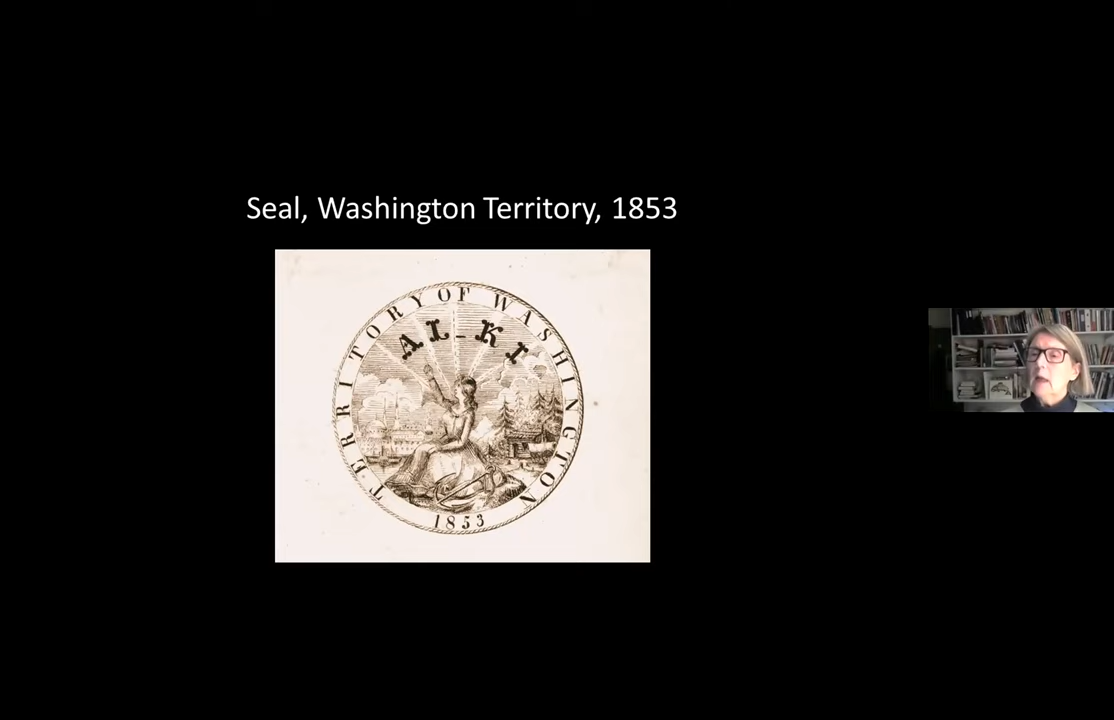 Seal, Washington Territory, 1853
TERRITORY OF WASHINGTON
AL-KI
1853